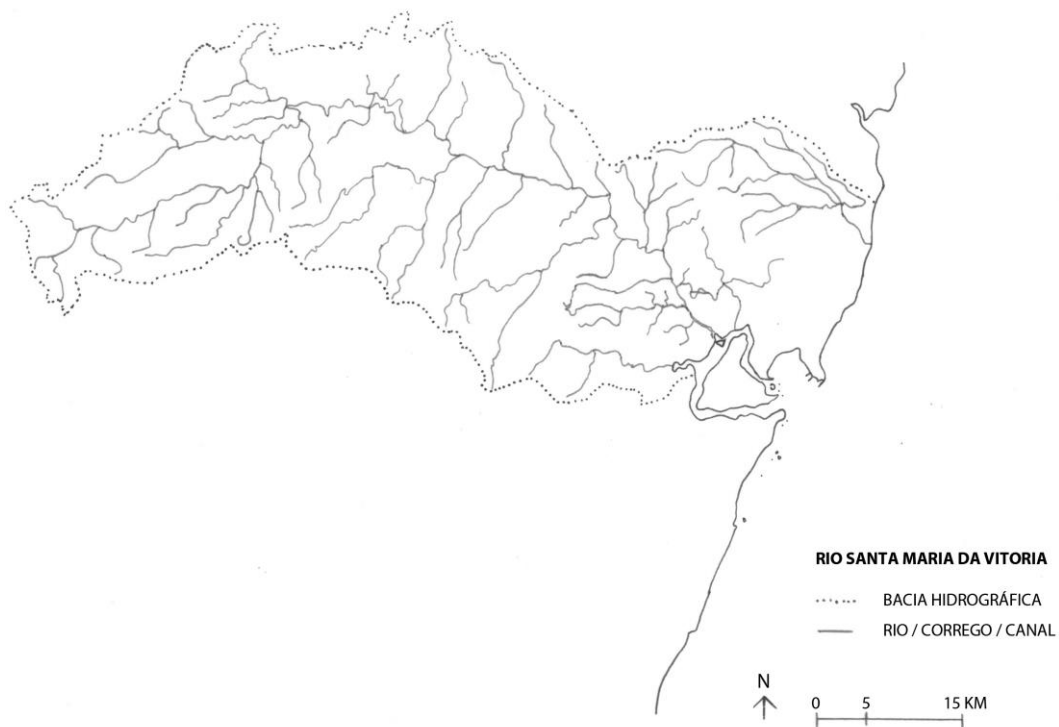 RIO SANTA MARIA DA VITORIA
BACIA HIDROGRÁFICA
RIO / CORREGO / CANAL
N
0 5 15 KM